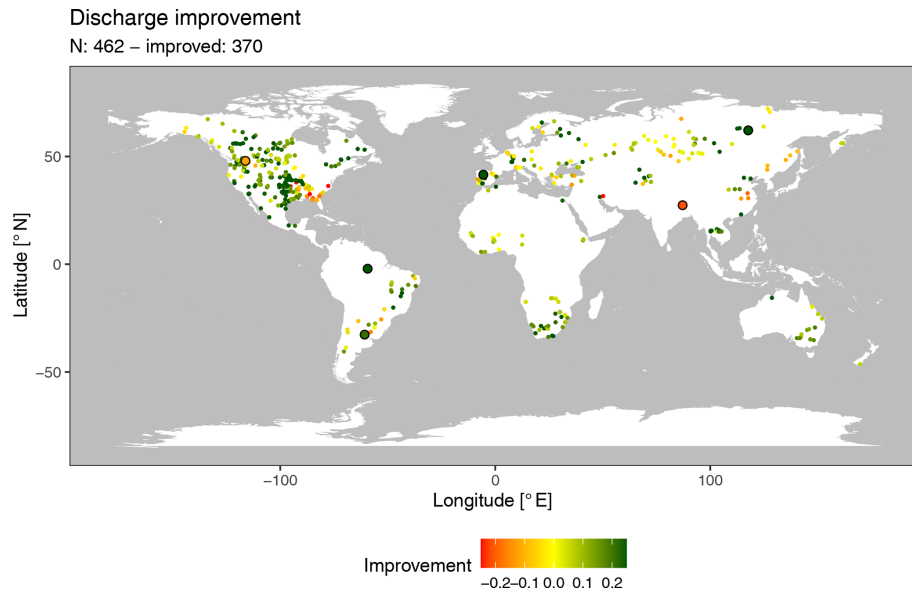 Discharge improvement
N: 462 – improved: 370
50
0
−50
Latitude [° N]
−100
0
100
Longitude [° E]
Improvement
−0.2
−0.1
0.0
0.1
0.2